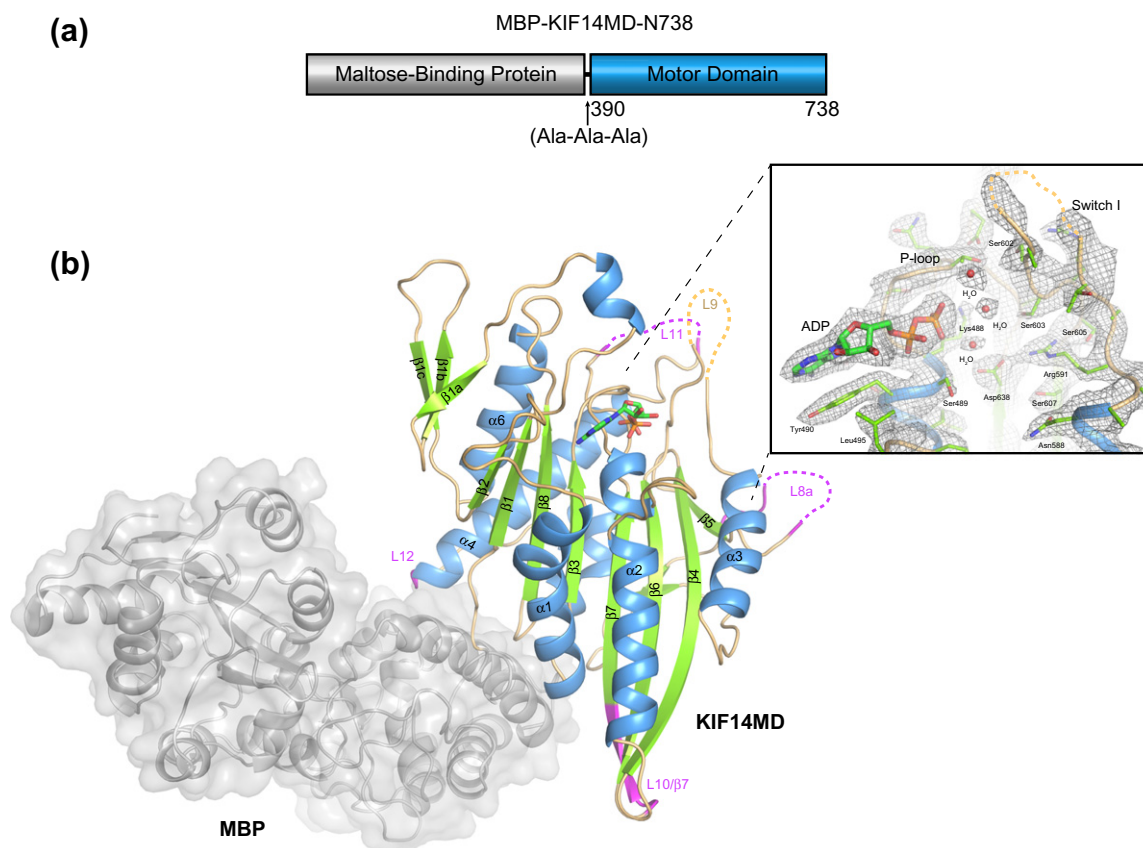 (a)
MBP-KIF14MD-N738
Maltose-Binding Protein
Motor Domain
390
738
(Ala-Ala-Ala)
(b)
Switch I
Ser602
P-loop
H₂O
ADP
Lys488
H₂O
Ser603
Ser605
H₂O
Arg591
Ser489
Asp638
Ser607
Tyr490
Leu495
Asn588
L9
L11
β1c
β1b
β1a
α6
L8a
β2
β1
β8
β5
L12
α4
β3
α2
β6
β4
α3
α1
β7
KIF14MD
L10/β7
MBP